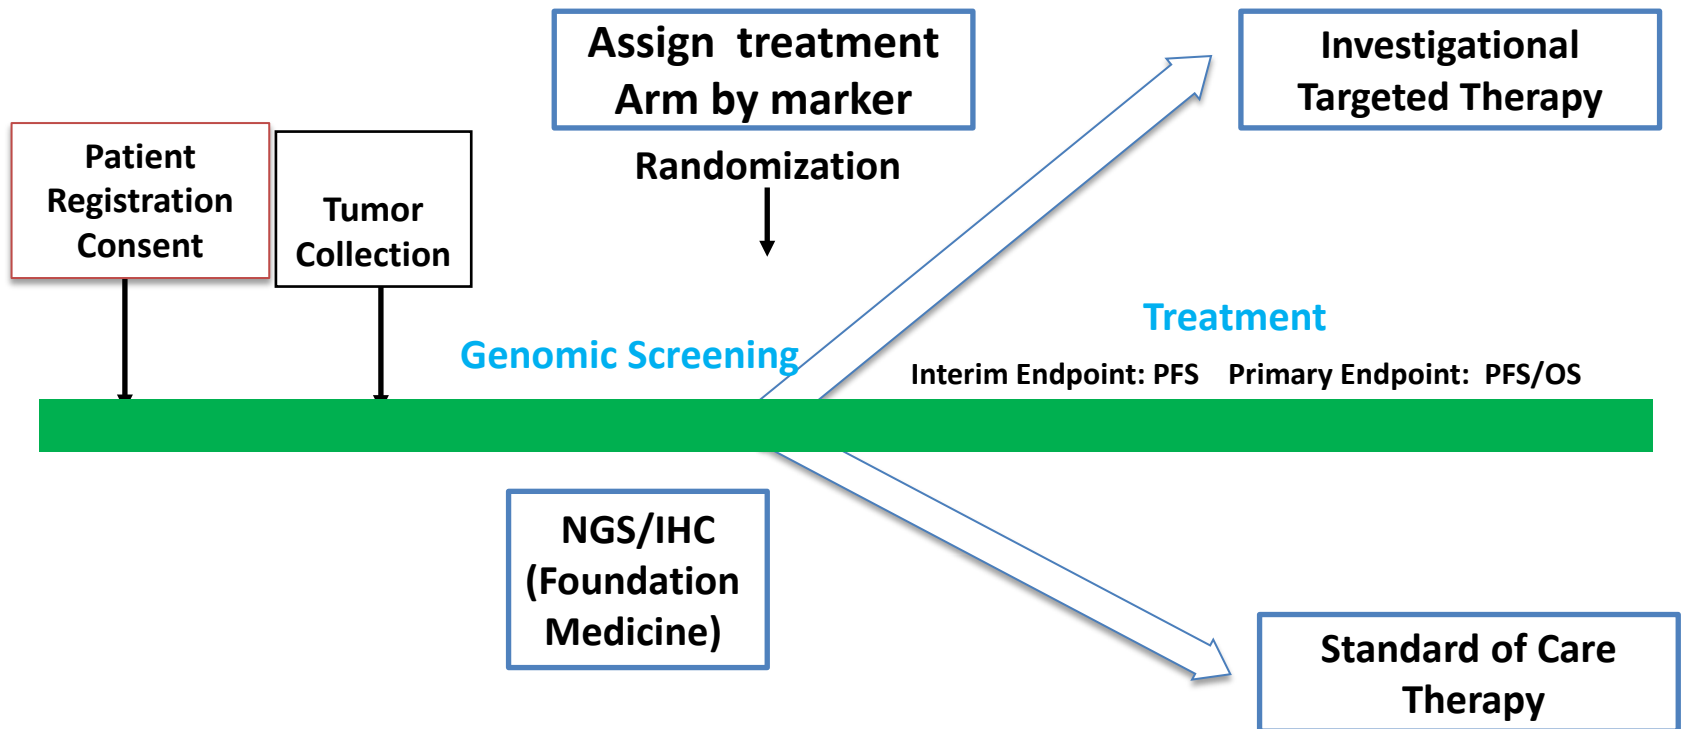 Assign treatment
Arm by marker
Randomization
Investigational
Targeted Therapy
Patient
Registration
Consent
Tumor
Collection
Genomic Screening
Treatment
Interim Endpoint: PFS Primary Endpoint: PFS/OS
NGS/IHC
(Foundation
Medicine)
Standard of Care
Therapy